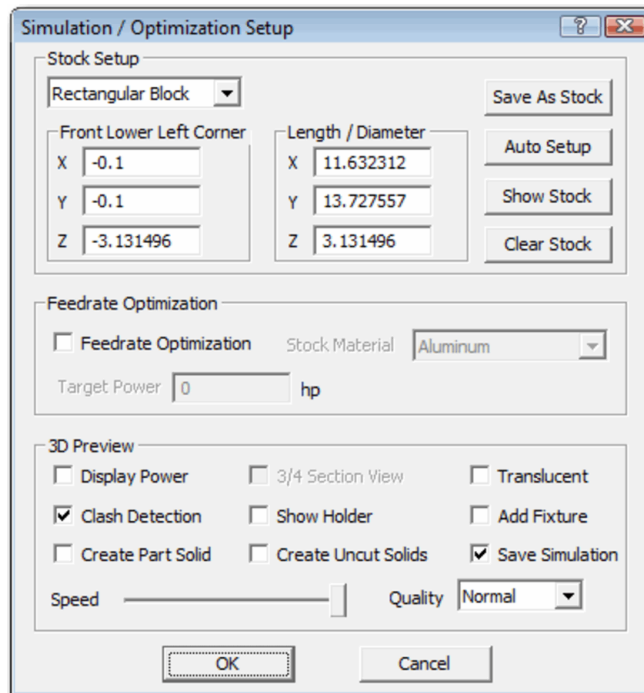 Simulation / Optimization Setup
Stock Setup
Rectangular Block
Save As Stock
Front Lower Left Corner
Length / Diameter
Auto Setup
X -0.1
X 11.632312
Y -0.1
Y 13.727557
Show Stock
Z -3.131496
Z 3.131496
Clear Stock
Feedrate Optimization
Feedrate Optimization Stock Material Aluminum
Target Power 0 hp
3D Preview
Display Power 3/4 Section View Translucent
Clash Detection Show Holder Add Fixture
Create Part Solid Create Uncut Solids Save Simulation
Speed Quality Normal
OK Cancel